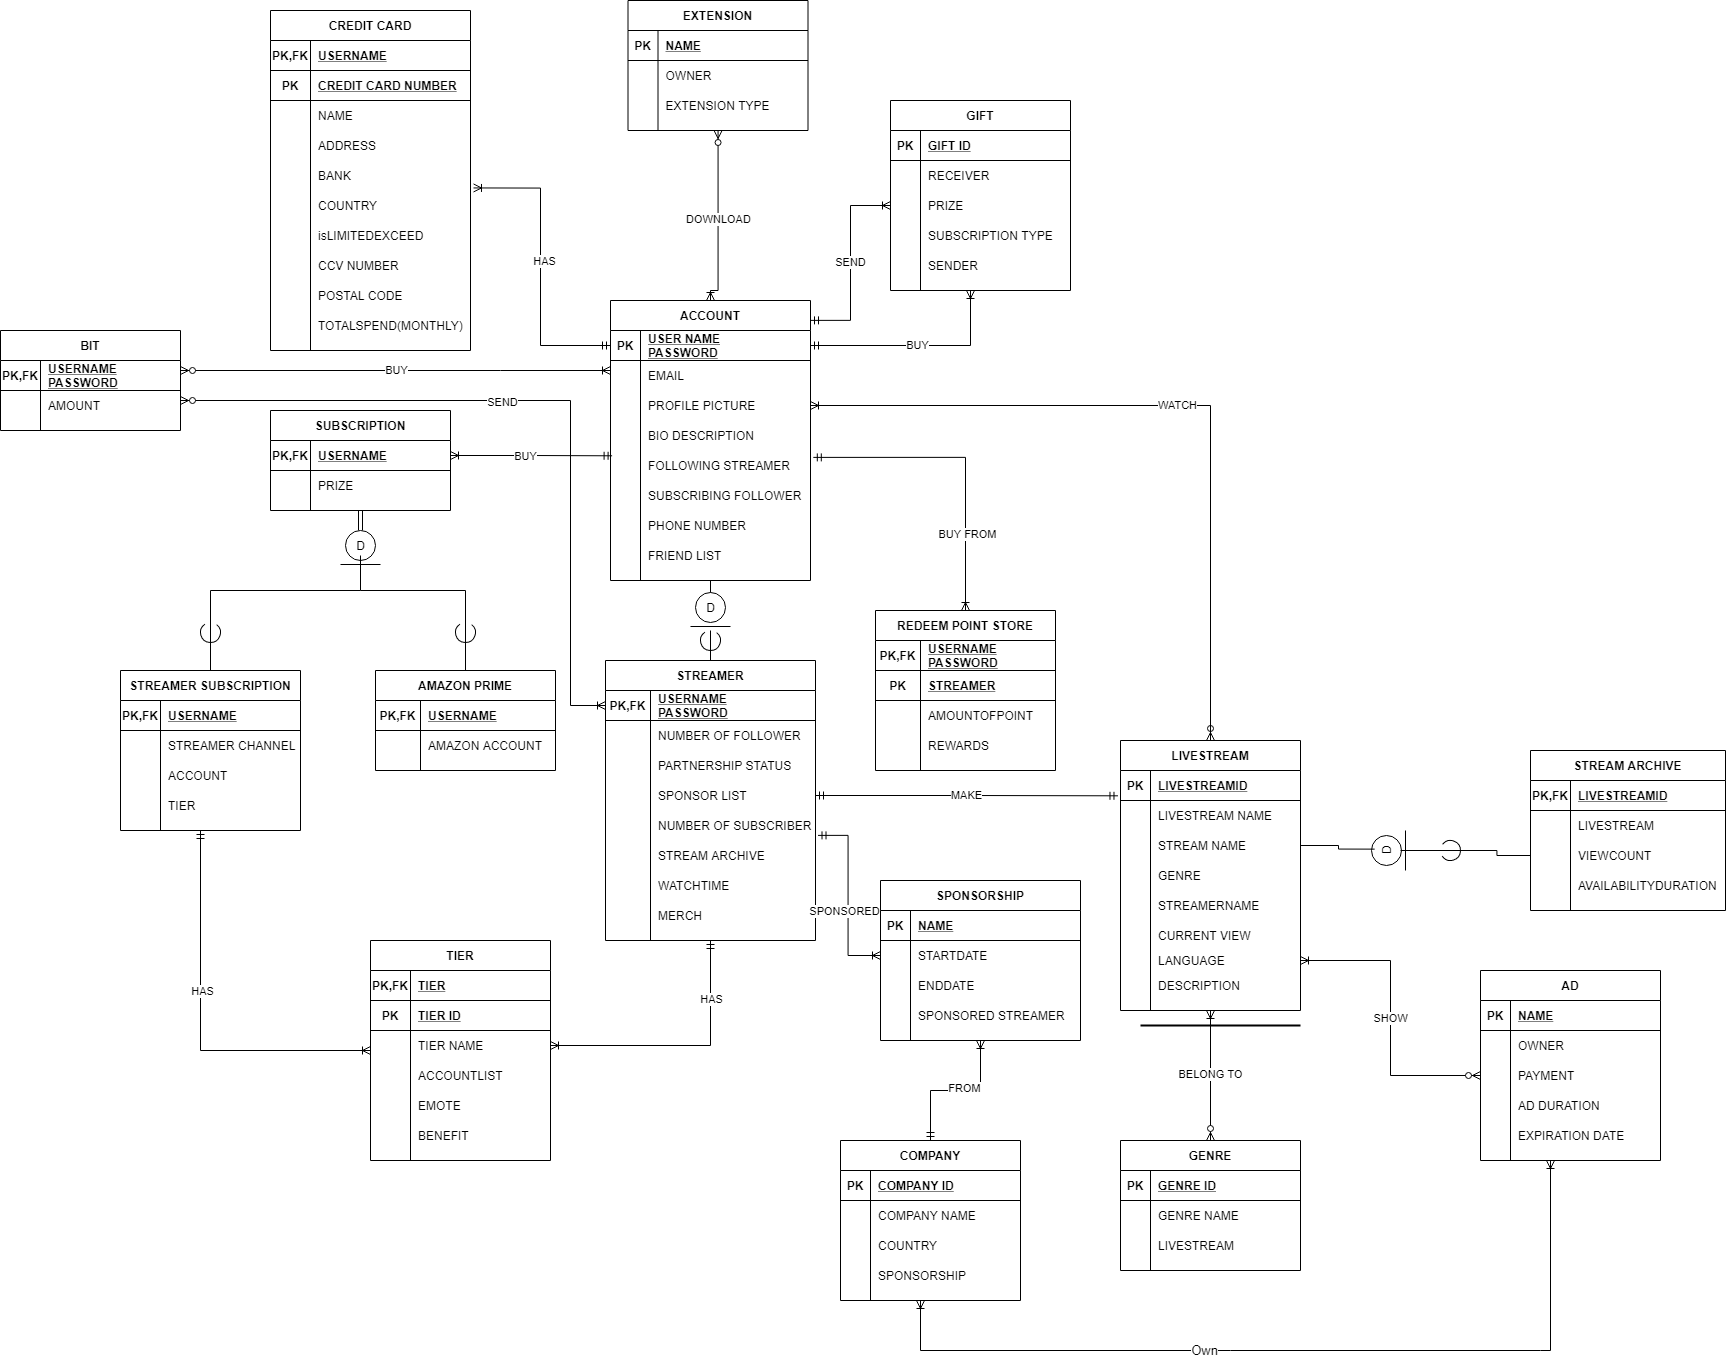 CREDIT CARD
PK,FK USERNAME
PK CREDIT CARD NUMBER
NAME
ADDRESS
BANK
COUNTRY
isLIMITEDEXCEED
CCV NUMBER
POSTAL CODE
TOTALSPEND(MONTHLY)
EXTENSION
PK NAME
OWNER
EXTENSION TYPE
GIFT
PK GIFT ID
RECEIVER
PRIZE
SUBSCRIPTION TYPE
SENDER
DOWNLOAD
HAS
SEND
BUY
ACCOUNT
PK USER NAME
PASSWORD
EMAIL
PROFILE PICTURE
BIO DESCRIPTION
FOLLOWING STREAMER
SUBSCRIBING FOLLOWER
PHONE NUMBER
FRIEND LIST
BIT
PK,FK USERNAME
PASSWORD
AMOUNT
BUY
SEND
SUBSCRIPTION
PK,FK USERNAME
PRIZE
BUY
WATCH
BUY FROM
D
D
STREAMER SUBSCRIPTION
PK,FK USERNAME
STREAMER CHANNEL
ACCOUNT
TIER
AMAZON PRIME
PK,FK USERNAME
AMAZON ACCOUNT
STREAMER
PK,FK USERNAME
PASSWORD
NUMBER OF FOLLOWER
PARTNERSHIP STATUS
SPONSOR LIST
NUMBER OF SUBSCRIBER
STREAM ARCHIVE
WATCHTIME
MERCH
REDEEM POINT STORE
PK,FK USERNAME
PASSWORD
PK STREAMER
AMOUNTOFPOINT
REWARDS
MAKE
LIVESTREAM
PK LIVESTREAMID
LIVESTREAM NAME
STREAM NAME
GENRE
STREAMERNAME
CURRENT VIEW
LANGUAGE
DESCRIPTION
D
STREAM ARCHIVE
PK,FK LIVESTREAMID
LIVESTREAM
VIEWCOUNT
AVAILABILITYDURATION
SPONSORED
SPONSORSHIP
PK NAME
STARTDATE
ENDDATE
SPONSORED STREAMER
HAS
HAS
TIER
PK,FK TIER
PK TIER ID
TIER NAME
ACCOUNTLIST
EMOTE
BENEFIT
SHOW
AD
PK NAME
OWNER
PAYMENT
AD DURATION
EXPIRATION DATE
FROM
BELONG TO
COMPANY
PK COMPANY ID
COMPANY NAME
COUNTRY
SPONSORSHIP
GENRE
PK GENRE ID
GENRE NAME
LIVESTREAM
Own